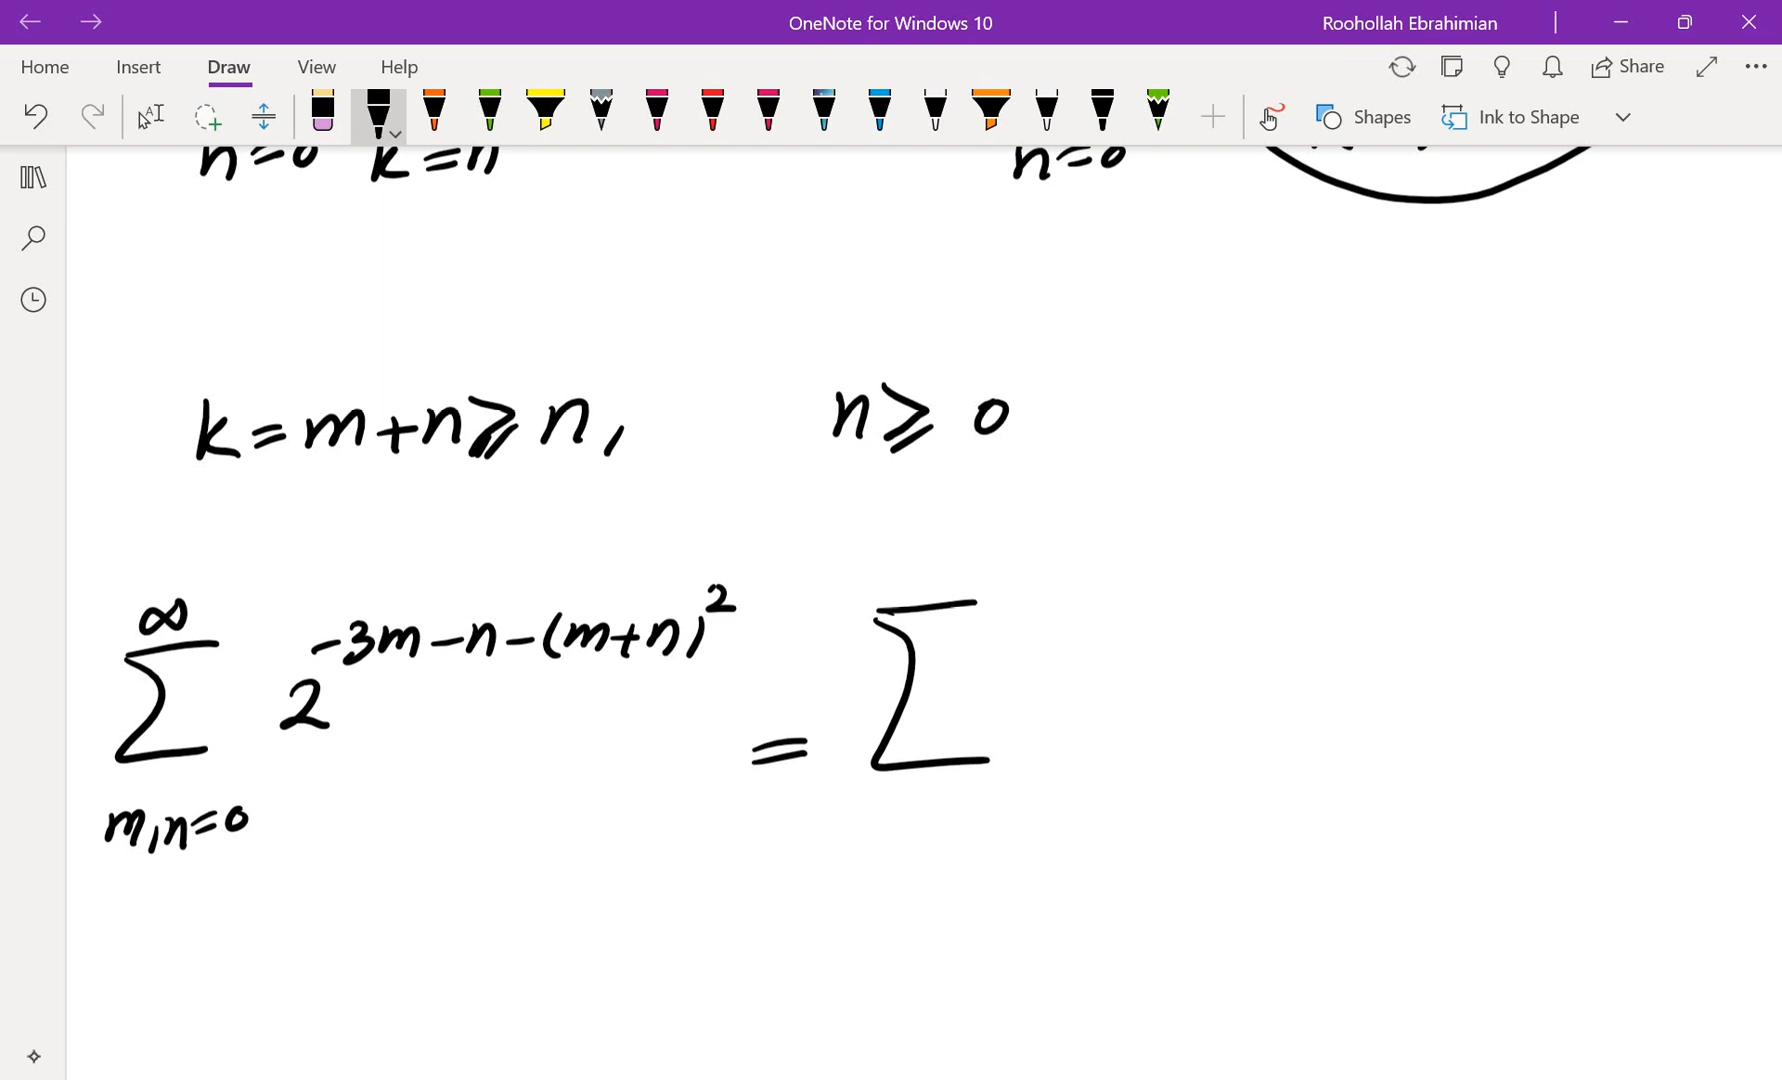 OneNote for Windows 10 Roohollah Ebrahimian
Home Insert Draw View Help Share
Shapes Ink to Shape
n=0 k=n n=0
k=m+n⩾n, n⩾0
∞
∑ 2^{-3m-n-(m+n)^2} = ∑
m,n=0